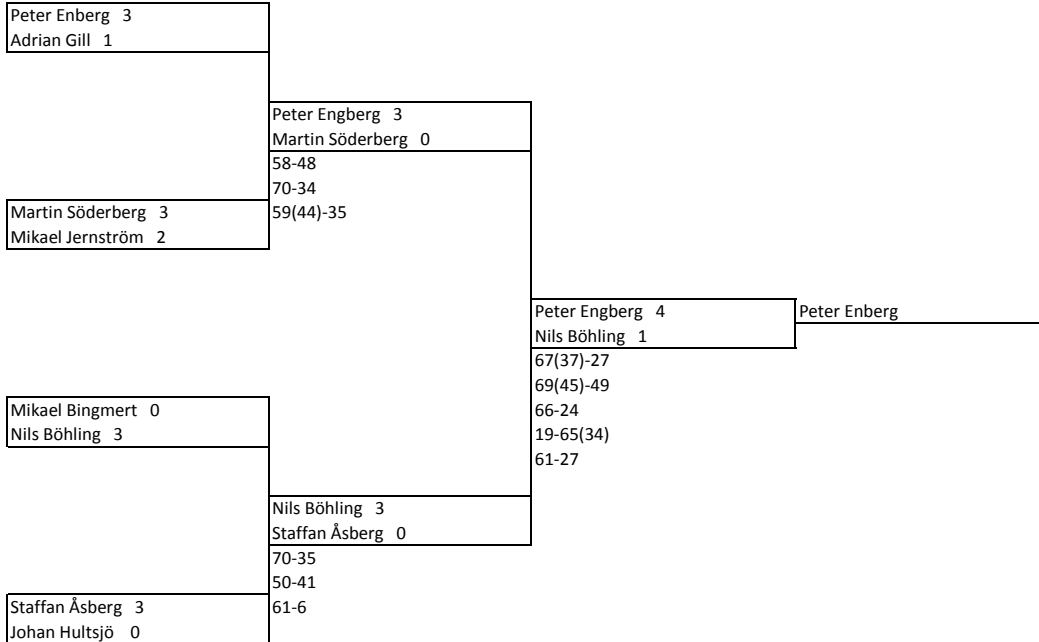 Peter Enberg 3
Adrian Gill 1
Peter Engberg 3
Martin Söderberg 0
58-48
70-34
59(44)-35
Martin Söderberg 3
Mikael Jernström 2
Peter Engberg 4
Nils Böhling 1
67(37)-27
69(45)-49
66-24
19-65(34)
61-27
Peter Enberg
Mikael Bingmert 0
Nils Böhling 3
Nils Böhling 3
Staffan Åsberg 0
70-35
50-41
61-6
Staffan Åsberg 3
Johan Hultsjö 0